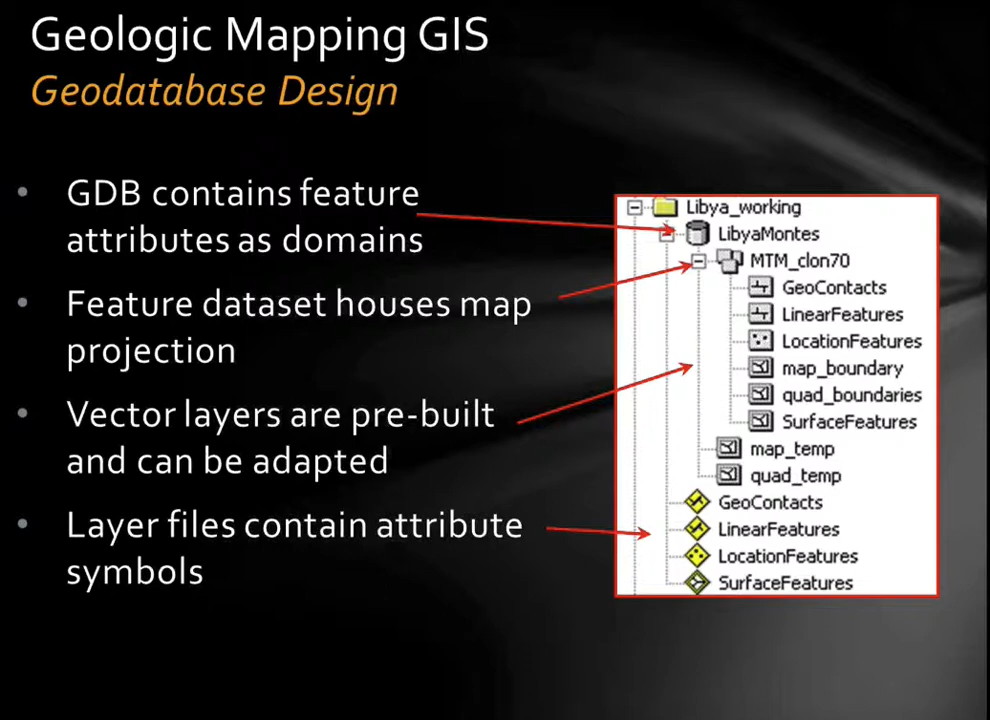 Geologic Mapping GIS
Geodatabase Design
• GDB contains feature
attributes as domains
• Feature dataset houses map
projection
• Vector layers are pre-built
and can be adapted
• Layer files contain attribute
symbols
Libya_working
LibyaMontes
MTM_clon70
GeoContacts
LinearFeatures
LocationFeatures
map_boundary
quad_boundaries
SurfaceFeatures
map_temp
quad_temp
GeoContacts
LinearFeatures
LocationFeatures
SurfaceFeatures